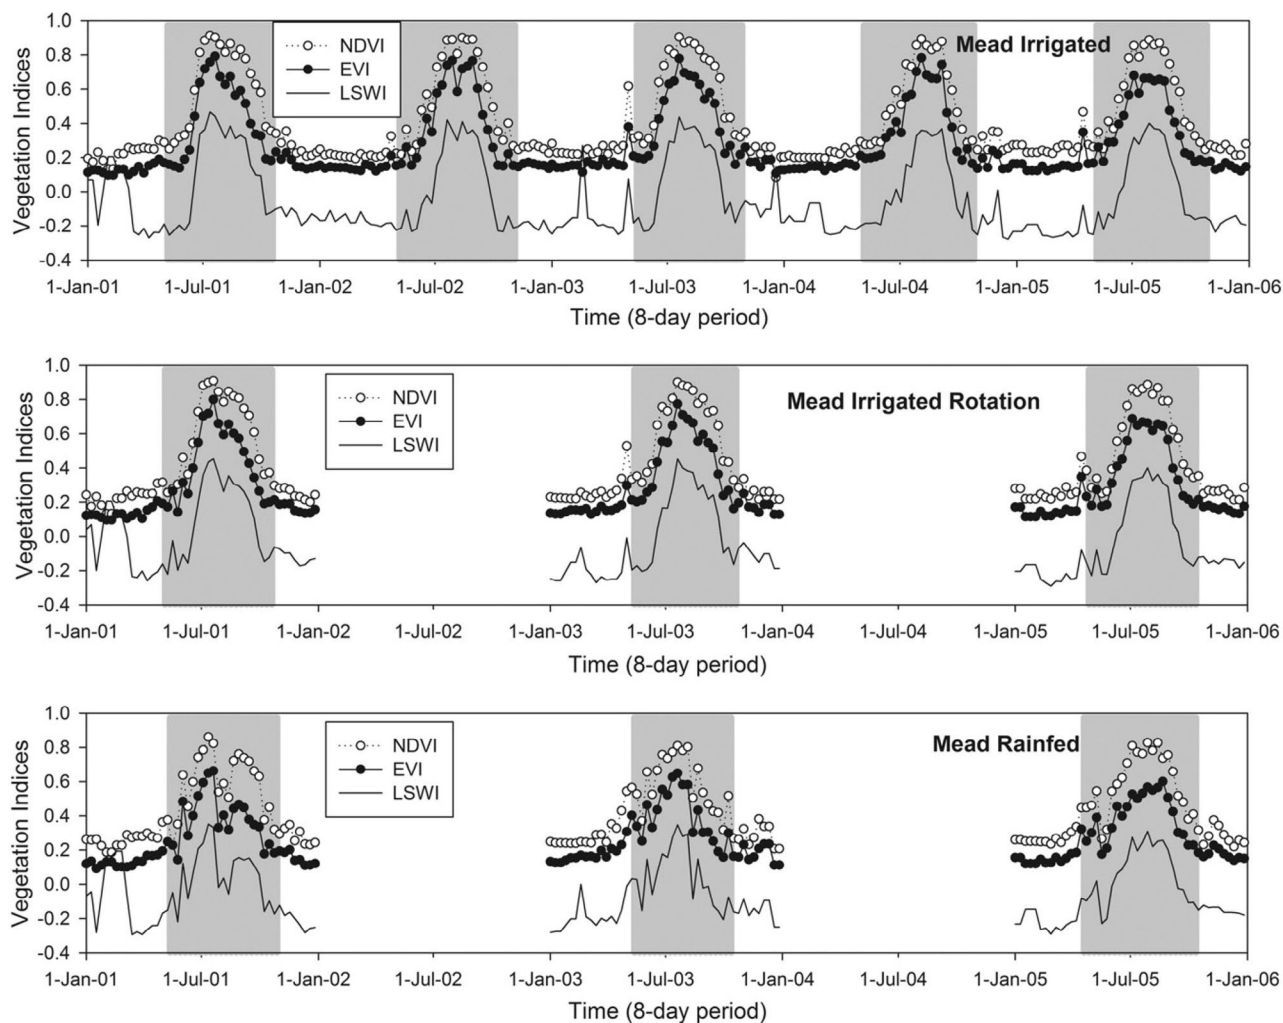 Vegetation Indices
1.0
0.8
0.6
0.4
0.2
0.0
-0.2
-0.4
NDVI
EVI
LSWI
Mead Irrigated
1-Jan-01 1-Jul-01 1-Jan-02 1-Jul-02 1-Jan-03 1-Jul-03 1-Jan-04 1-Jul-04 1-Jan-05 1-Jul-05 1-Jan-06
Time (8-day period)
Vegetation Indices
1.0
0.8
0.6
0.4
0.2
0.0
-0.2
-0.4
NDVI
EVI
LSWI
Mead Irrigated Rotation
1-Jan-01 1-Jul-01 1-Jan-02 1-Jul-02 1-Jan-03 1-Jul-03 1-Jan-04 1-Jul-04 1-Jan-05 1-Jul-05 1-Jan-06
Time (8-day period)
Vegetation Indices
1.0
0.8
0.6
0.4
0.2
0.0
-0.2
-0.4
NDVI
EVI
LSWI
Mead Rainfed
1-Jan-01 1-Jul-01 1-Jan-02 1-Jul-02 1-Jan-03 1-Jul-03 1-Jan-04 1-Jul-04 1-Jan-05 1-Jul-05 1-Jan-06
Time (8-day period)